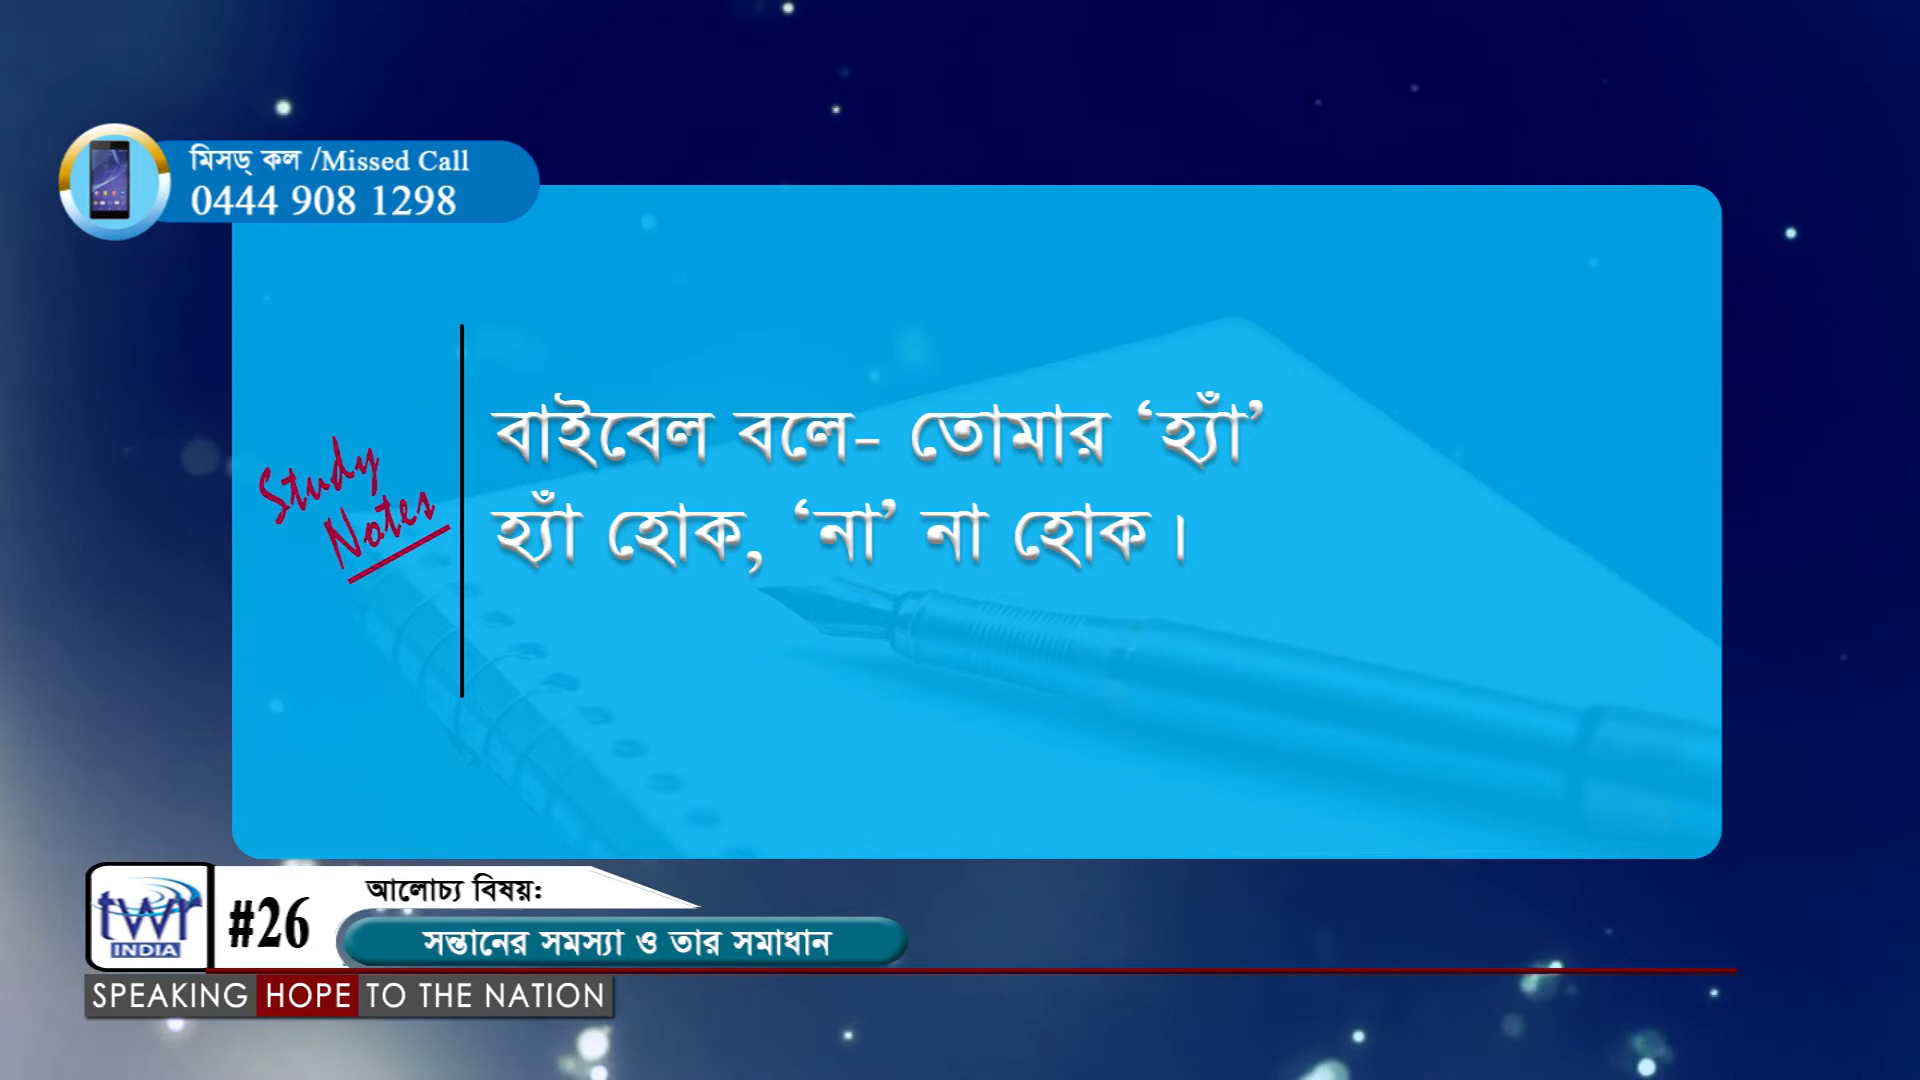 মিসড্ কল /Missed Call
0444 908 1298
বাইবেল বলে- তোমার ‘হ্যাঁ’
হ্যাঁ হোক, ‘না’ না হোক।
Study
Notes
twr
INDIA
#26
আলোচ্য বিষয়:
সন্তানের সমস্যা ও তার সমাধান
SPEAKING HOPE TO THE NATION